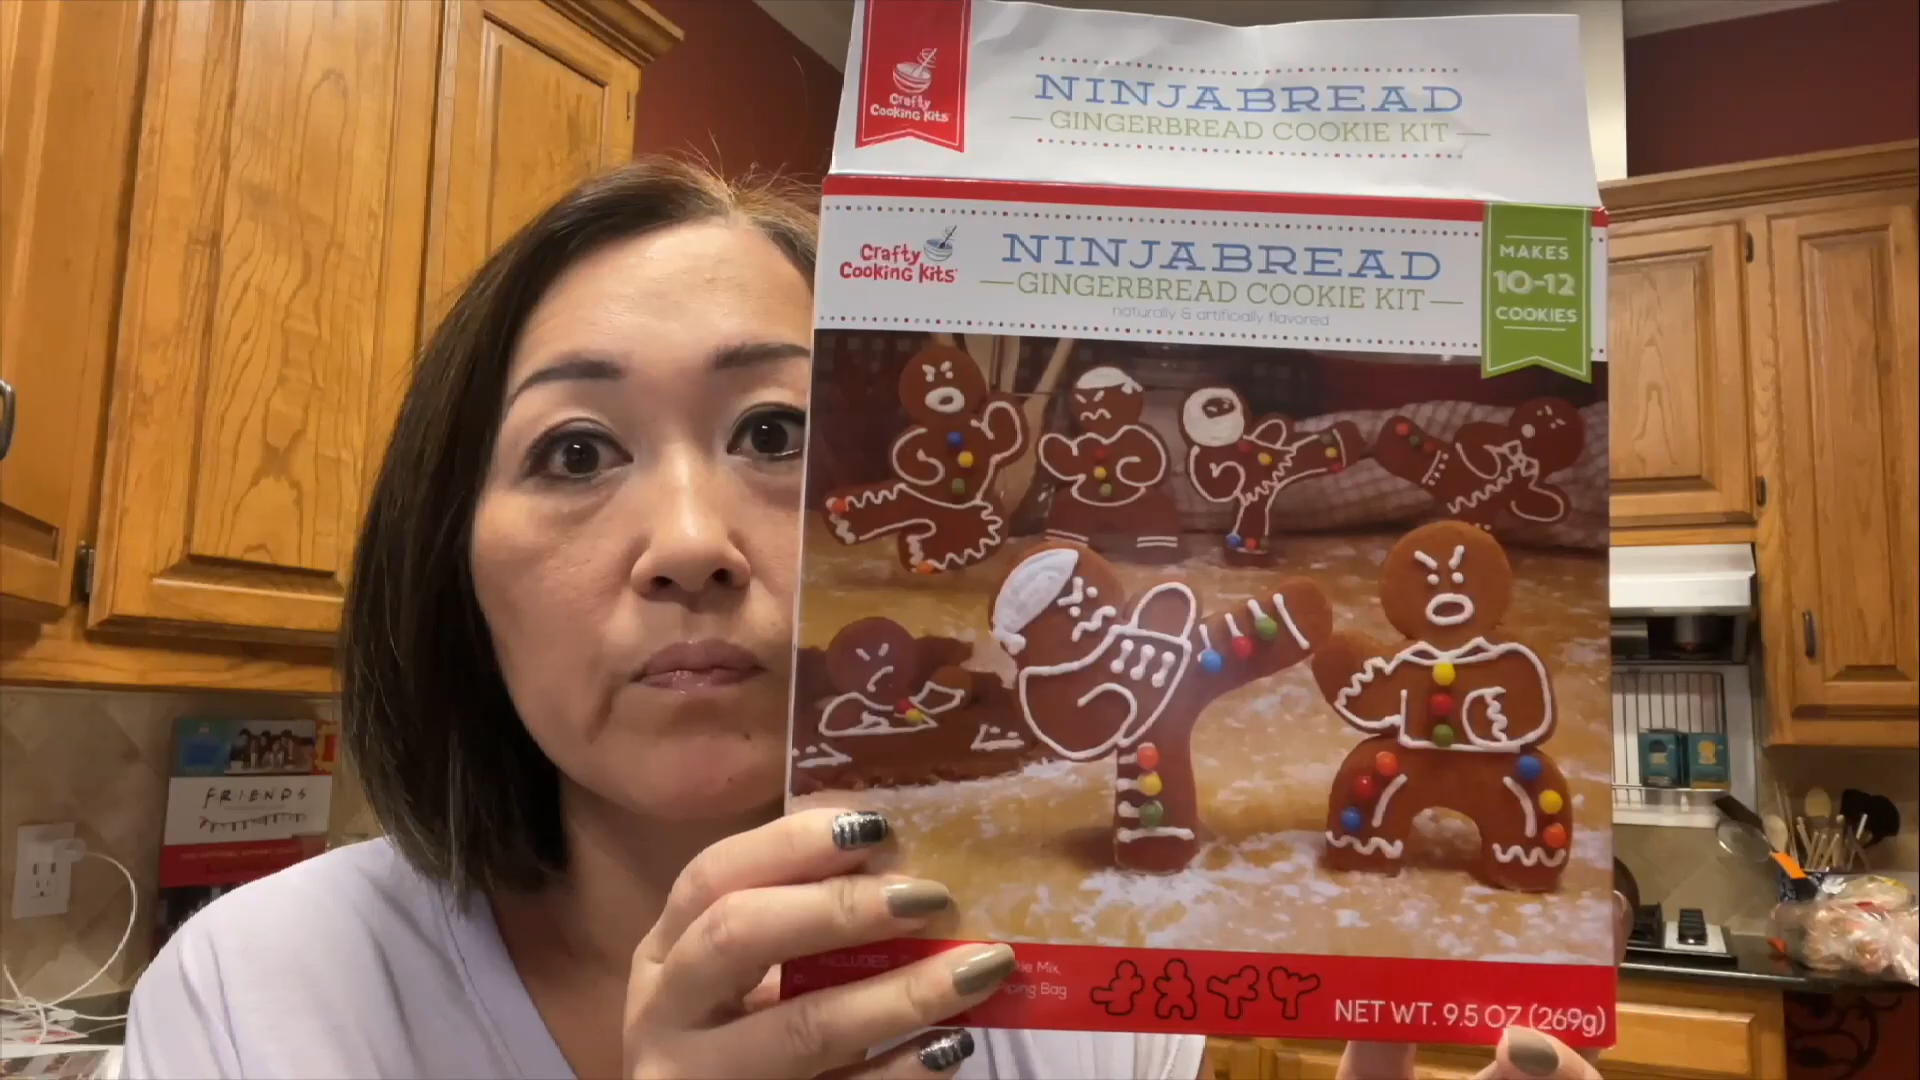 Crafty
Cooking Kits
NINJABREAD
GINGERBREAD COOKIE KIT
Crafty
Cooking Kits
NINJABREAD
GINGERBREAD COOKIE KIT
naturally & artificially flavored
MAKES
10-12
COOKIES
FRIENDS
INCLUDES
Mix,
Piping Bag
NET WT. 9.5 OZ (269g)